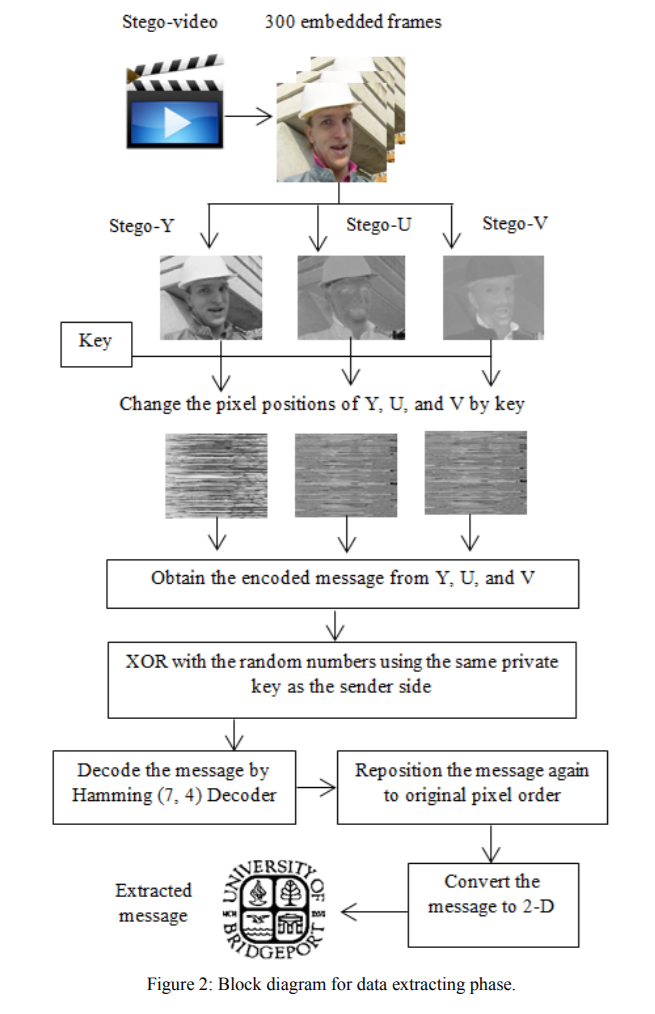 Stego-video 300 embedded frames
Stego-Y Stego-U Stego-V
Key
Change the pixel positions of Y, U, and V by key
Obtain the encoded message from Y, U, and V
XOR with the random numbers using the same private
key as the sender side
Decode the message by
Hamming (7, 4) Decoder
Reposition the message again
to original pixel order
Convert the
message to 2-D
Extracted
message
UNIVERSITY OF
BRIDGEPORT
Figure 2: Block diagram for data extracting phase.